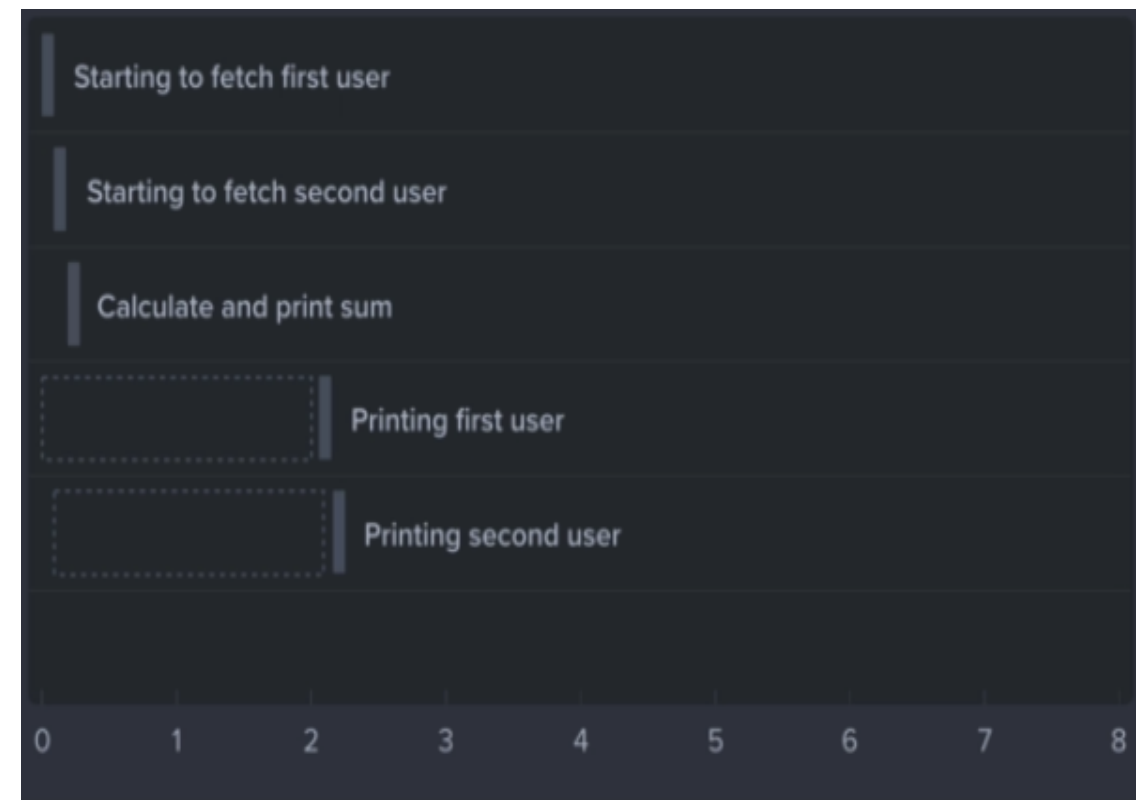 Starting to fetch first user
Starting to fetch second user
Calculate and print sum
Printing first user
Printing second user
0 1 2 3 4 5 6 7 8